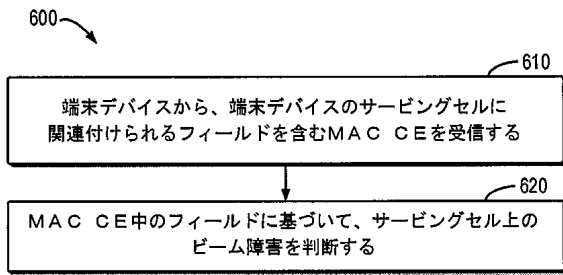 600
610
端末デバイスから、端末デバイスのサービングセルに
関連付けられるフィールドを含むMAC CEを受信する
620
MAC CE中のフィールドに基づいて、サービングセル上の
ビーム障害を判断する